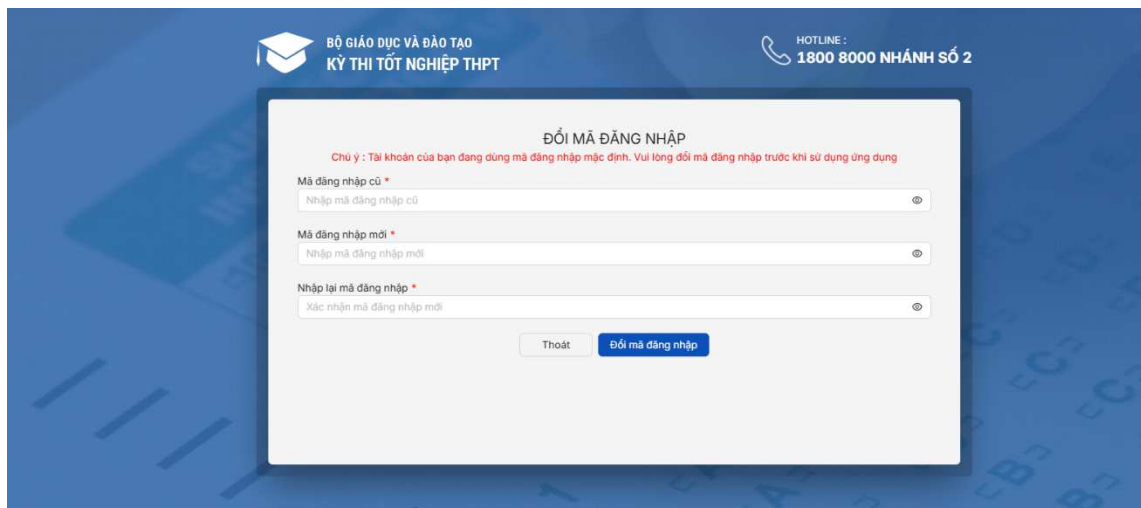 BỘ GIÁO DỤC VÀ ĐÀO TẠO
KỲ THI TỐT NGHIỆP THPT
HOTLINE :
1800 8000 NHÁNH SỐ 2
ĐỔI MÃ ĐĂNG NHẬP
Chú ý : Tài khoản của bạn đang dùng mã đăng nhập mặc định. Vui lòng đổi mã đăng nhập trước khi sử dụng ứng dụng
Mã đăng nhập cũ *
Nhập mã đăng nhập cũ
Mã đăng nhập mới *
Nhập mã đăng nhập mới
Nhập lại mã đăng nhập *
Xác nhận mã đăng nhập mới
Thoát
Đổi mã đăng nhập